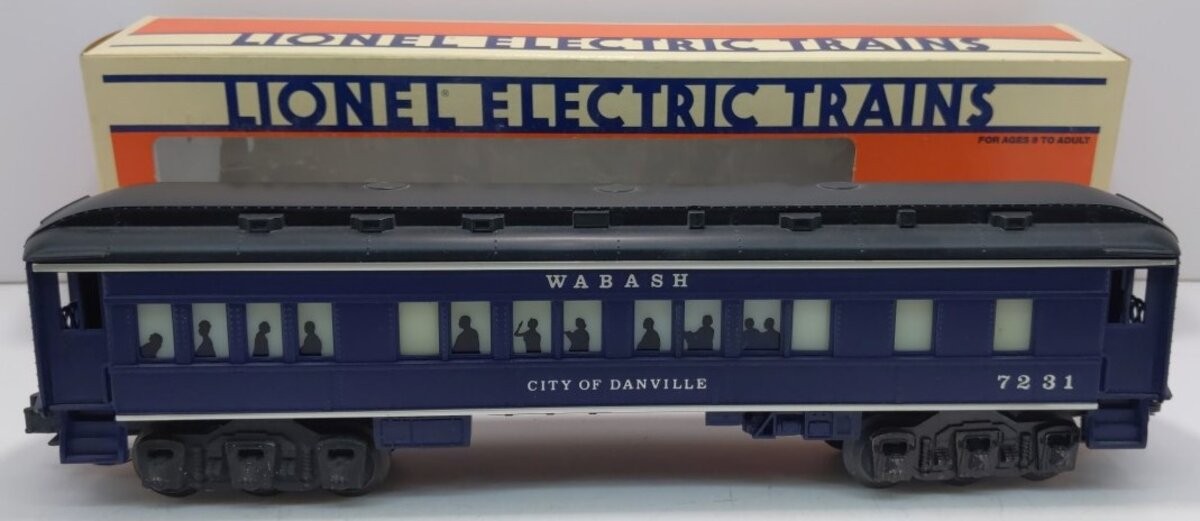 LIONEL ELECTRIC TRAINS
LIONEL® ELECTRIC TRAINS
FOR AGES 8 TO ADULT
WABASH
CITY OF DANVILLE
7231